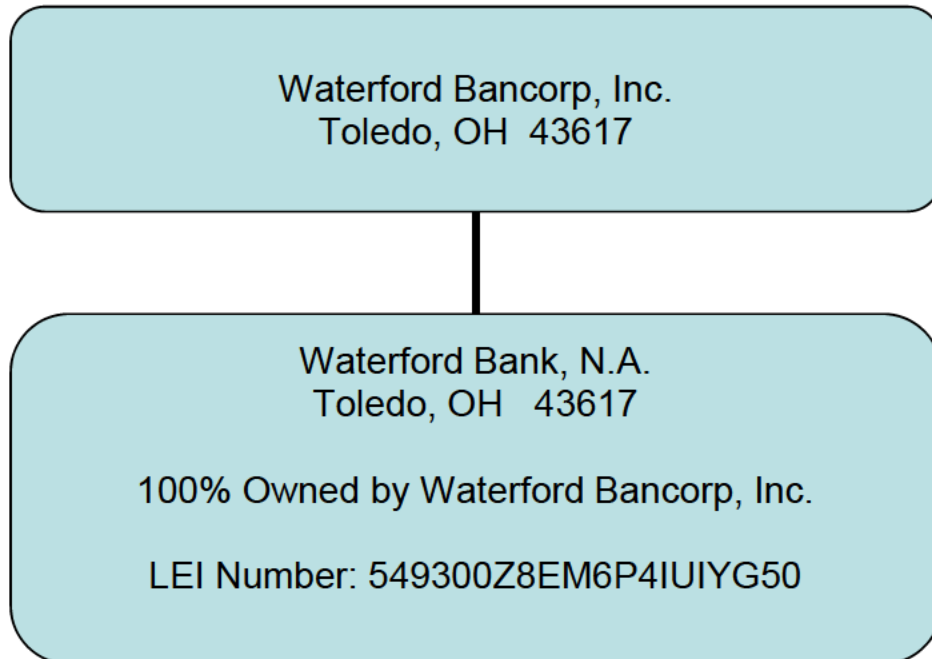 Waterford Bancorp, Inc.
Toledo, OH  43617
Waterford Bank, N.A.
Toledo, OH   43617
100% Owned by Waterford Bancorp, Inc.
LEI Number: 549300Z8EM6P4IUIYG50